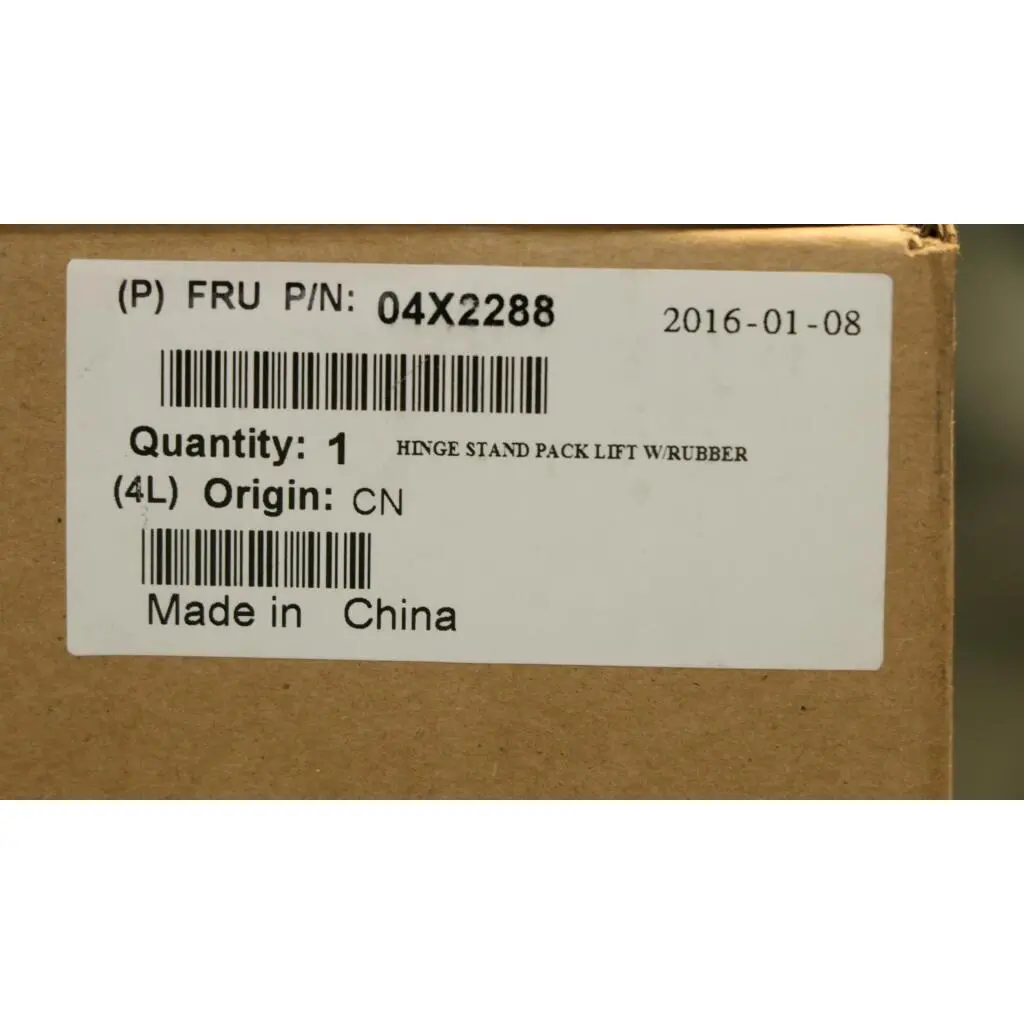 (P) FRU P/N: 04X2288
2016-01-08
Quantity: 1 HINGE STAND PACK LIFT W/RUBBER
(4L) Origin: CN
Made in China